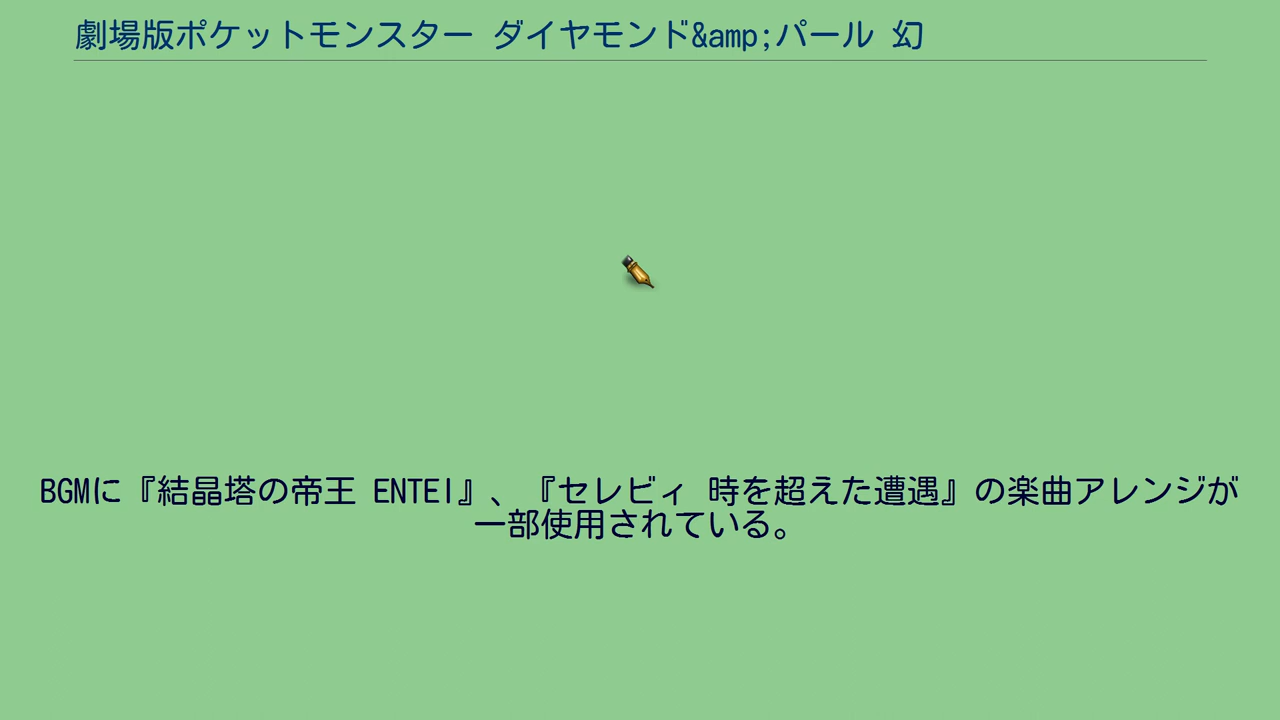 劇場版ポケットモンスター ダイヤモンド&amp;パール 幻
BGMに『結晶塔の帝王 ENTEI』、『セレビィ 時を超えた遭遇』の楽曲アレンジが
一部使用されている。